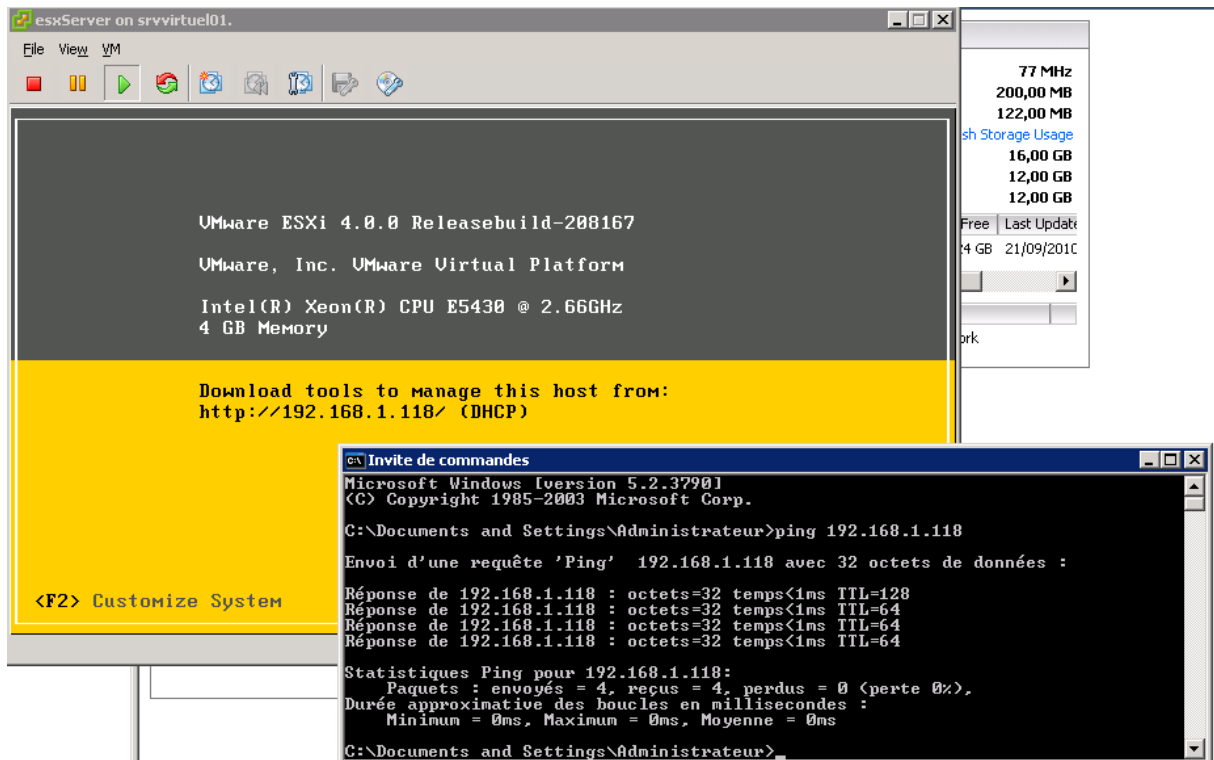 esxServer on srvvirtuel01.
File View VM
77 MHz
200,00 MB
122,00 MB
sh Storage Usage
16,00 GB
12,00 GB
12,00 GB
Free Last Update
24 GB 21/09/2010
ork
VMware ESXi 4.0.0 Releasebuild-208167
VMware, Inc. VMware Virtual Platform
Intel(R) Xeon(R) CPU E5430 @ 2.66GHz
4 GB Memory
Download tools to manage this host from:
http://192.168.1.118/ (DHCP)
<F2> Customize System
Invite de commandes
Microsoft Windows [version 5.2.3790]
(C) Copyright 1985-2003 Microsoft Corp.
C:\Documents and Settings\Administrateur>ping 192.168.1.118
Envoi d'une requête 'Ping' 192.168.1.118 avec 32 octets de données :
Réponse de 192.168.1.118 : octets=32 temps<1ms TTL=128
Réponse de 192.168.1.118 : octets=32 temps<1ms TTL=64
Réponse de 192.168.1.118 : octets=32 temps<1ms TTL=64
Réponse de 192.168.1.118 : octets=32 temps<1ms TTL=64
Statistiques Ping pour 192.168.1.118:
Paquets : envoyés = 4, reçus = 4, perdus = 0 (perte 0%),
Durée approximative des boucles en millisecondes :
Minimum = 0ms, Maximum = 0ms, Moyenne = 0ms
C:\Documents and Settings\Administrateur>_